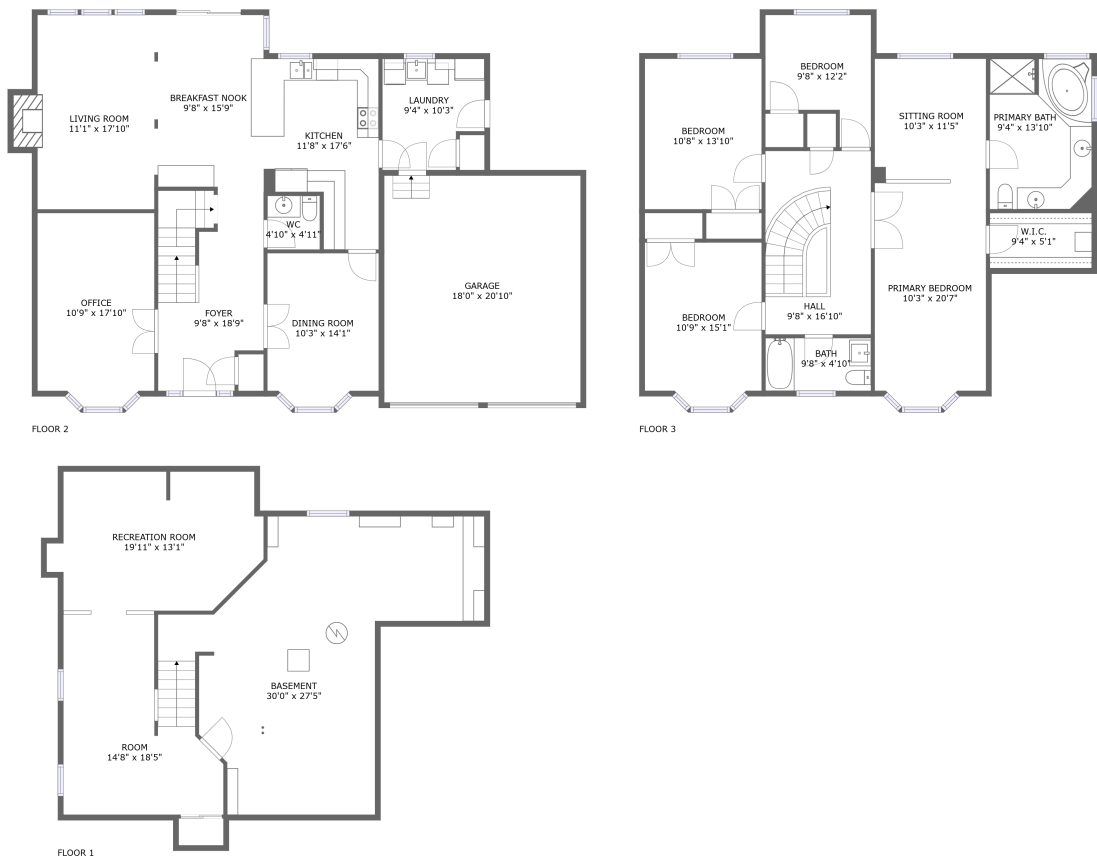 LIVING ROOM
11'1" x 17'10"
BREAKFAST NOOK
9'8" x 15'9"
KITCHEN
11'8" x 17'6"
LAUNDRY
9'4" x 10'3"
WC
4'10" x 4'11"
OFFICE
10'9" x 17'10"
FOYER
9'8" x 18'9"
DINING ROOM
10'3" x 14'1"
GARAGE
18'0" x 20'10"
FLOOR 2
BEDROOM
9'8" x 12'2"
BEDROOM
10'8" x 13'10"
SITTING ROOM
10'3" x 11'5"
PRIMARY BATH
9'4" x 13'10"
W.I.C.
9'4" x 5'1"
PRIMARY BEDROOM
10'3" x 20'7"
HALL
9'8" x 16'10"
BEDROOM
10'9" x 15'1"
BATH
9'8" x 4'10"
FLOOR 3
RECREATION ROOM
19'11" x 13'1"
BASEMENT
30'0" x 27'5"
ROOM
14'8" x 18'5"
FLOOR 1